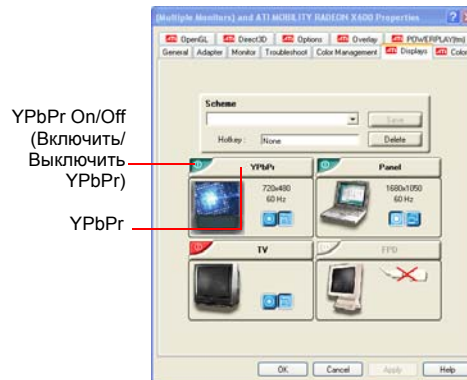 (Multiple Monitors) and ATI MOBILITY RADEON X600 Properties
OpenGL Direct3D Options Overlay POWERPLAY(tm)
General Adapter Monitor Troubleshoot Color Management Displays Color
Scheme
Save
Hotkey: None Delete
YPbPr On/Off
(Включить/
Выключить
YPbPr)
YPbPr Panel
720x480 1680x1050
60 Hz 60 Hz
YPbPr
TV FPD
OK Cancel Apply Help